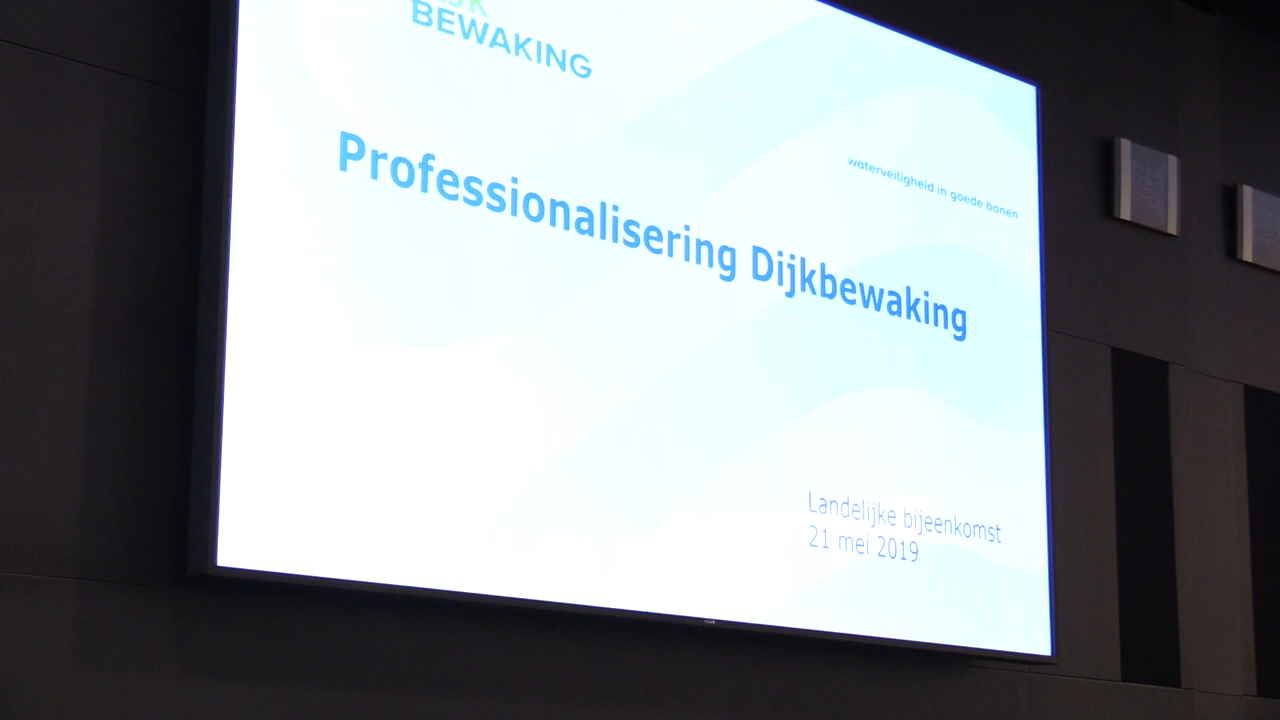 BEWAKING
waterveiligheid in goede banen
Professionalisering Dijkbewaking
Landelijke bijeenkomst
21 mei 2019